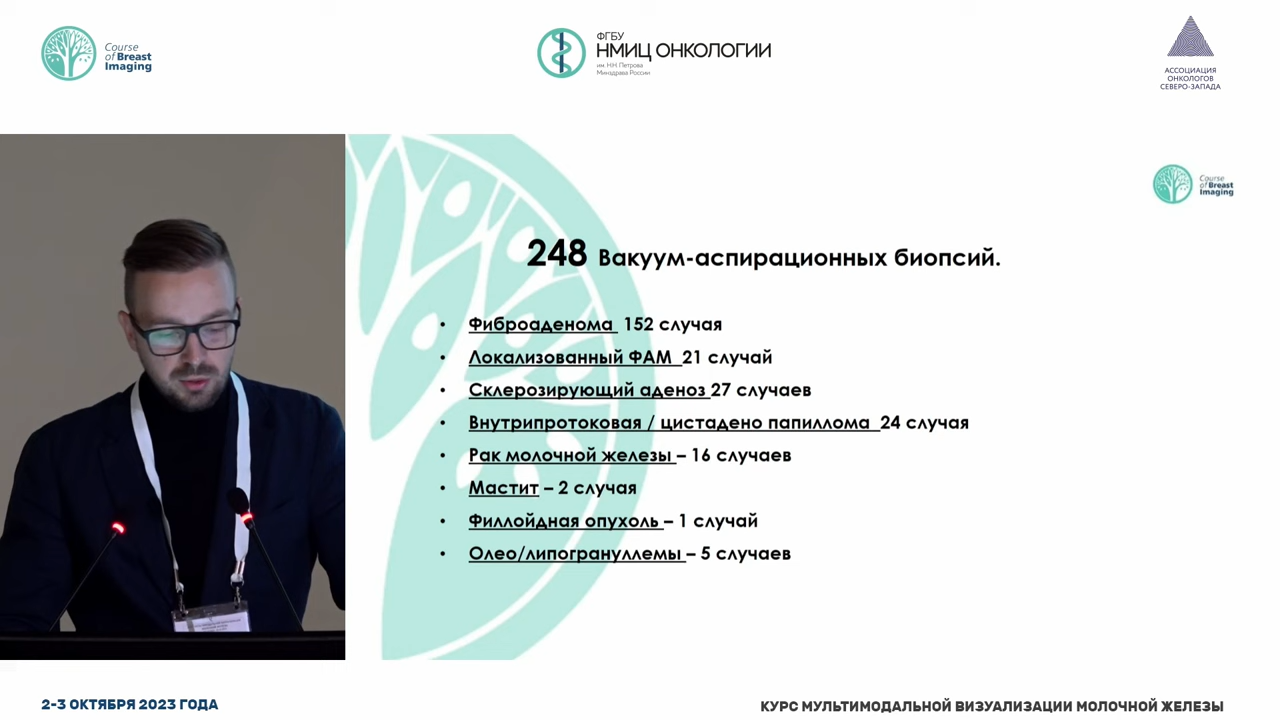 Course
of Breast
Imaging
ФГБУ
НМИЦ ОНКОЛОГИИ
им. Н.Н. Петрова
Минздрава России
АССОЦИАЦИЯ
ОНКОЛОГОВ
СЕВЕРО-ЗАПАДА
Course
of Breast
Imaging
248 Вакуум-аспирационных биопсий.
• Фиброаденома 152 случая
• Локализованный ФАМ 21 случай
• Склерозирующий аденоз 27 случаев
• Внутрипротоковая / цистадено папиллома 24 случая
• Рак молочной железы – 16 случаев
• Мастит – 2 случая
• Филлойдная опухоль – 1 случай
• Олео/липогрануллемы – 5 случаев
2-3 ОКТЯБРЯ 2023 ГОДА
КУРС МУЛЬТИМОДАЛЬНОЙ ВИЗУАЛИЗАЦИИ МОЛОЧНОЙ ЖЕЛЕЗЫ